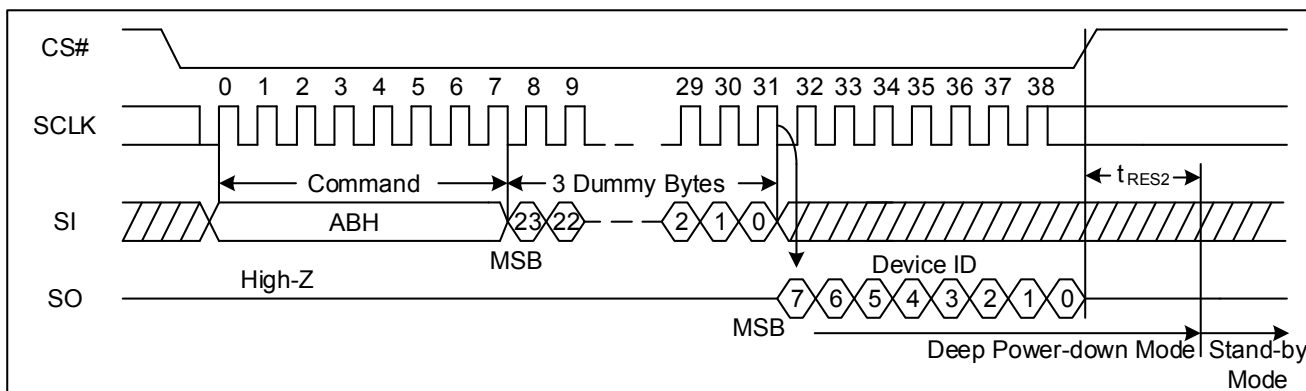 CS#
0 1 2 3 4 5 6 7 8 9 29 30 31 32 33 34 35 36 37 38
SCLK
Command 3 Dummy Bytes tRES2
SI ABH 23 22 2 1 0
MSB
High-Z Device ID
SO 7 6 5 4 3 2 1 0
MSB
Deep Power-down Mode Stand-by
Mode